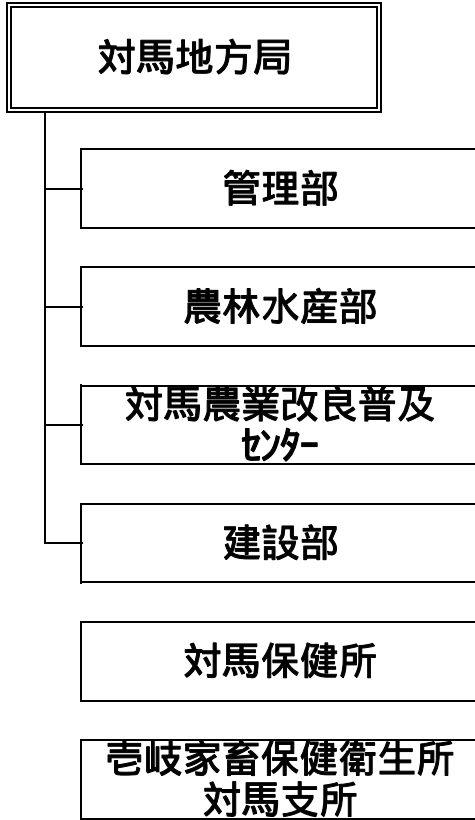 対馬地方局
管理部
農林水産部
対馬農業改良普及
ｾﾝﾀｰ
建設部
対馬保健所
壱岐家畜保健衛生所
対馬支所